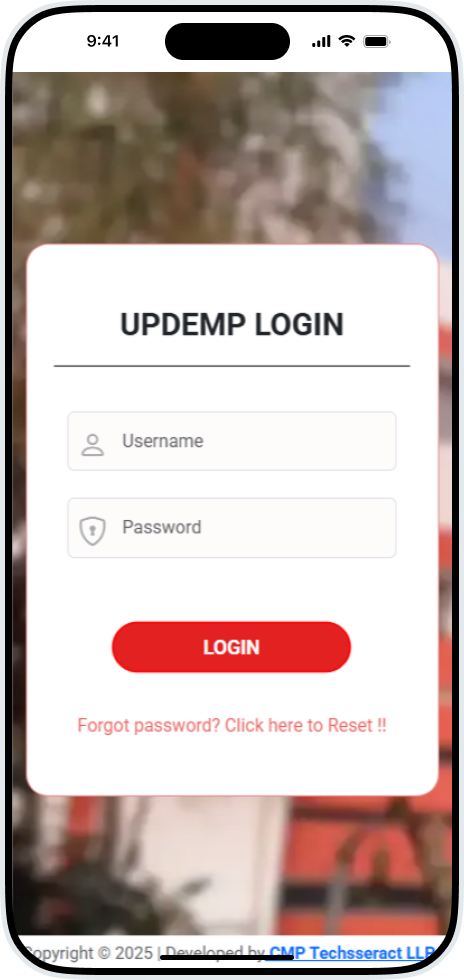 9:41
UPDEMP LOGIN
Username
Password
LOGIN
Forgot password? Click here to Reset !!
Copyright © 2025 | Developed by CMP Techsseract LLP